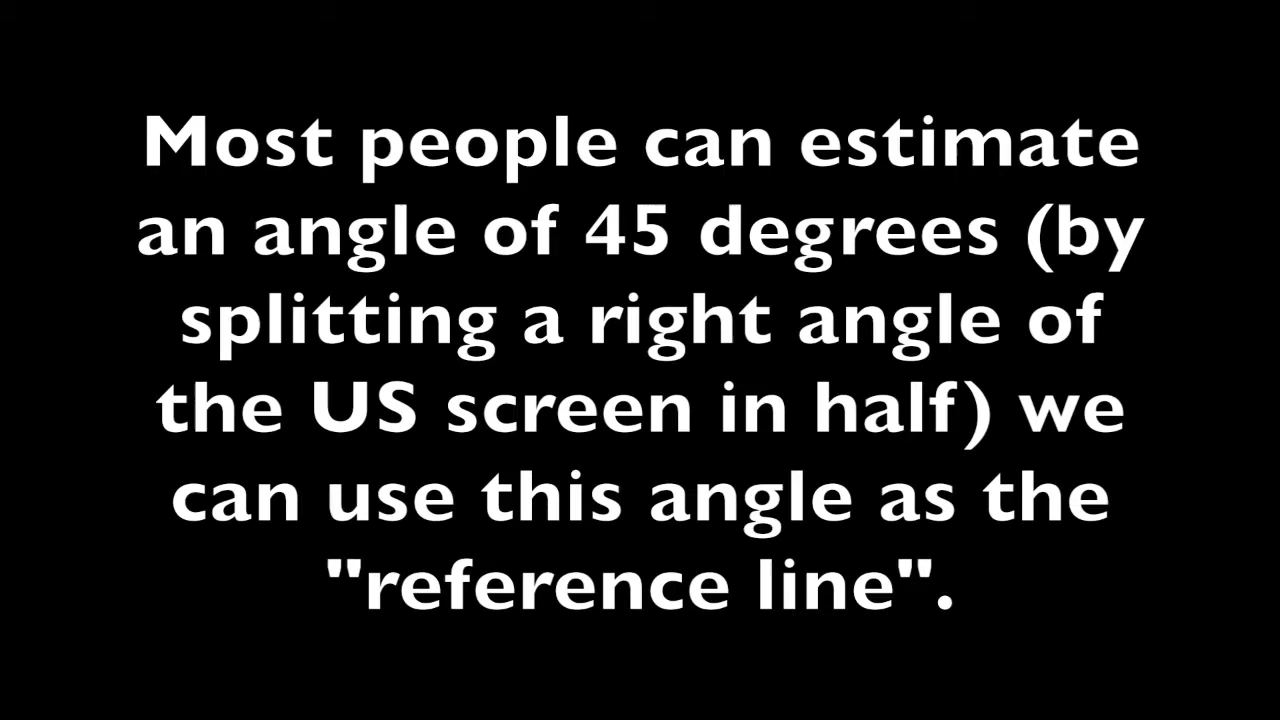 Most people can estimate
an angle of 45 degrees (by
splitting a right angle of
the US screen in half) we
can use this angle as the
"reference line".